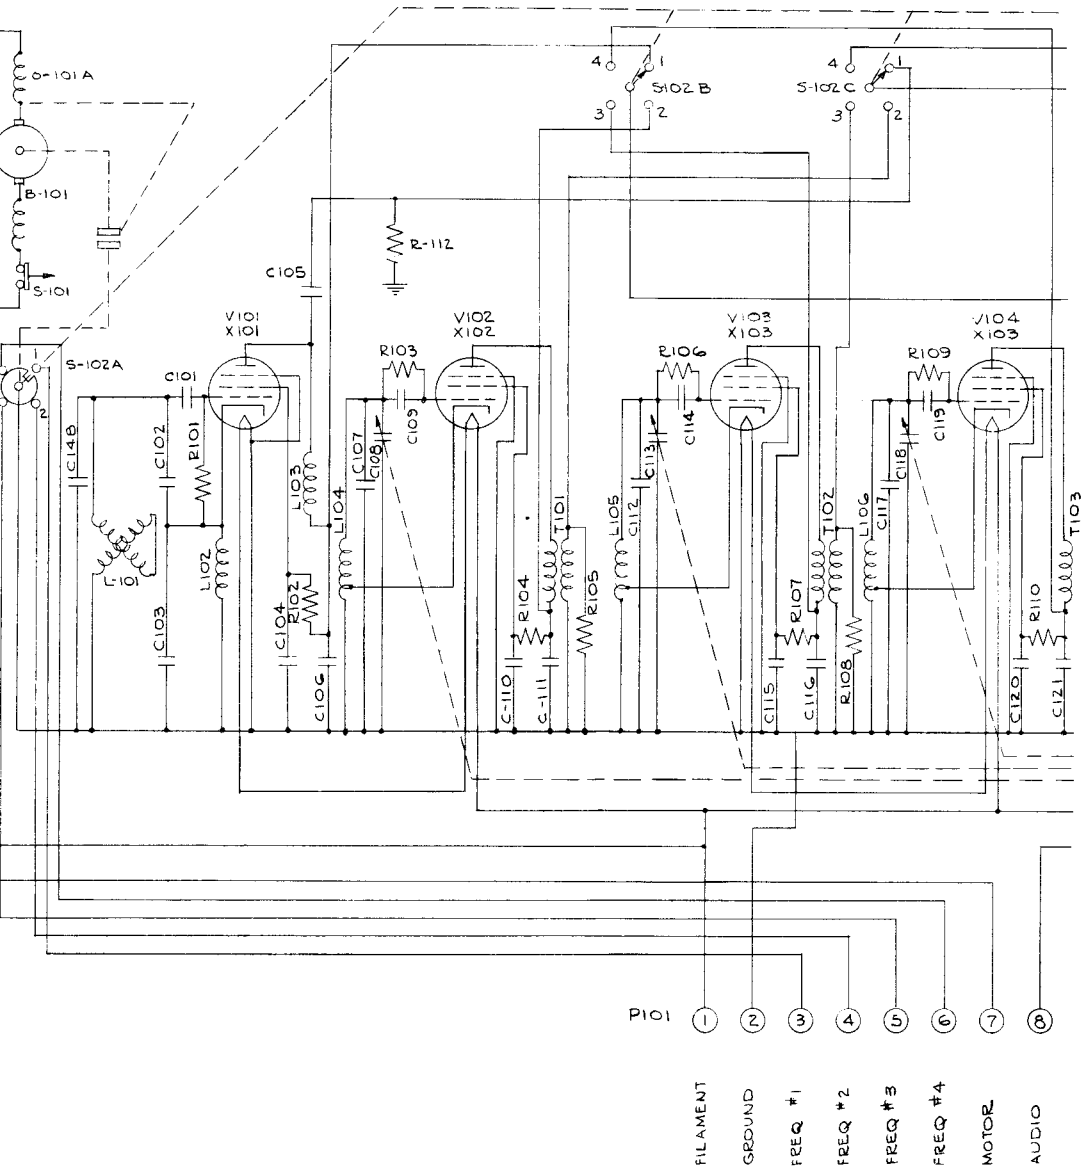 4
1
S-102 B
3
2
4
1
S-102 C
3
2
O-101 A
B-101
S-101
R-112
C105
V101
X101
V102
X102
V103
X103
V104
X103
S-102A
2
C101
R103
R106
R109
C148
C102
R101
L103
L104
C107
C108
C109
L105
C112
C113
C114
T101
T102
L106
C117
C118
C119
T103
L-101
L102
C103
C104
R102
C106
R104
R105
C-110
C-111
R107
R108
C115
C116
R110
C120
C121
P101
1
2
3
4
5
6
7
8
FILAMENT
GROUND
FREQ #1
FREQ #2
FREQ #3
FREQ #4
MOTOR
AUDIO